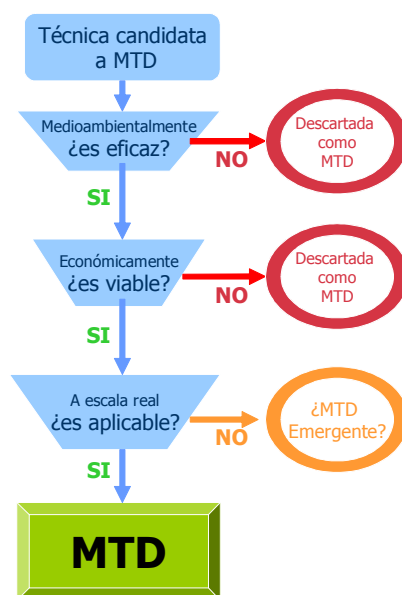 Técnica candidata
a MTD
Medioambientalmente
¿es eficaz?
NO
Descartada
como
MTD
SI
Económicamente
¿es viable?
NO
Descartada
como
MTD
SI
A escala real
¿es aplicable?
NO
¿MTD
Emergente?
SI
MTD